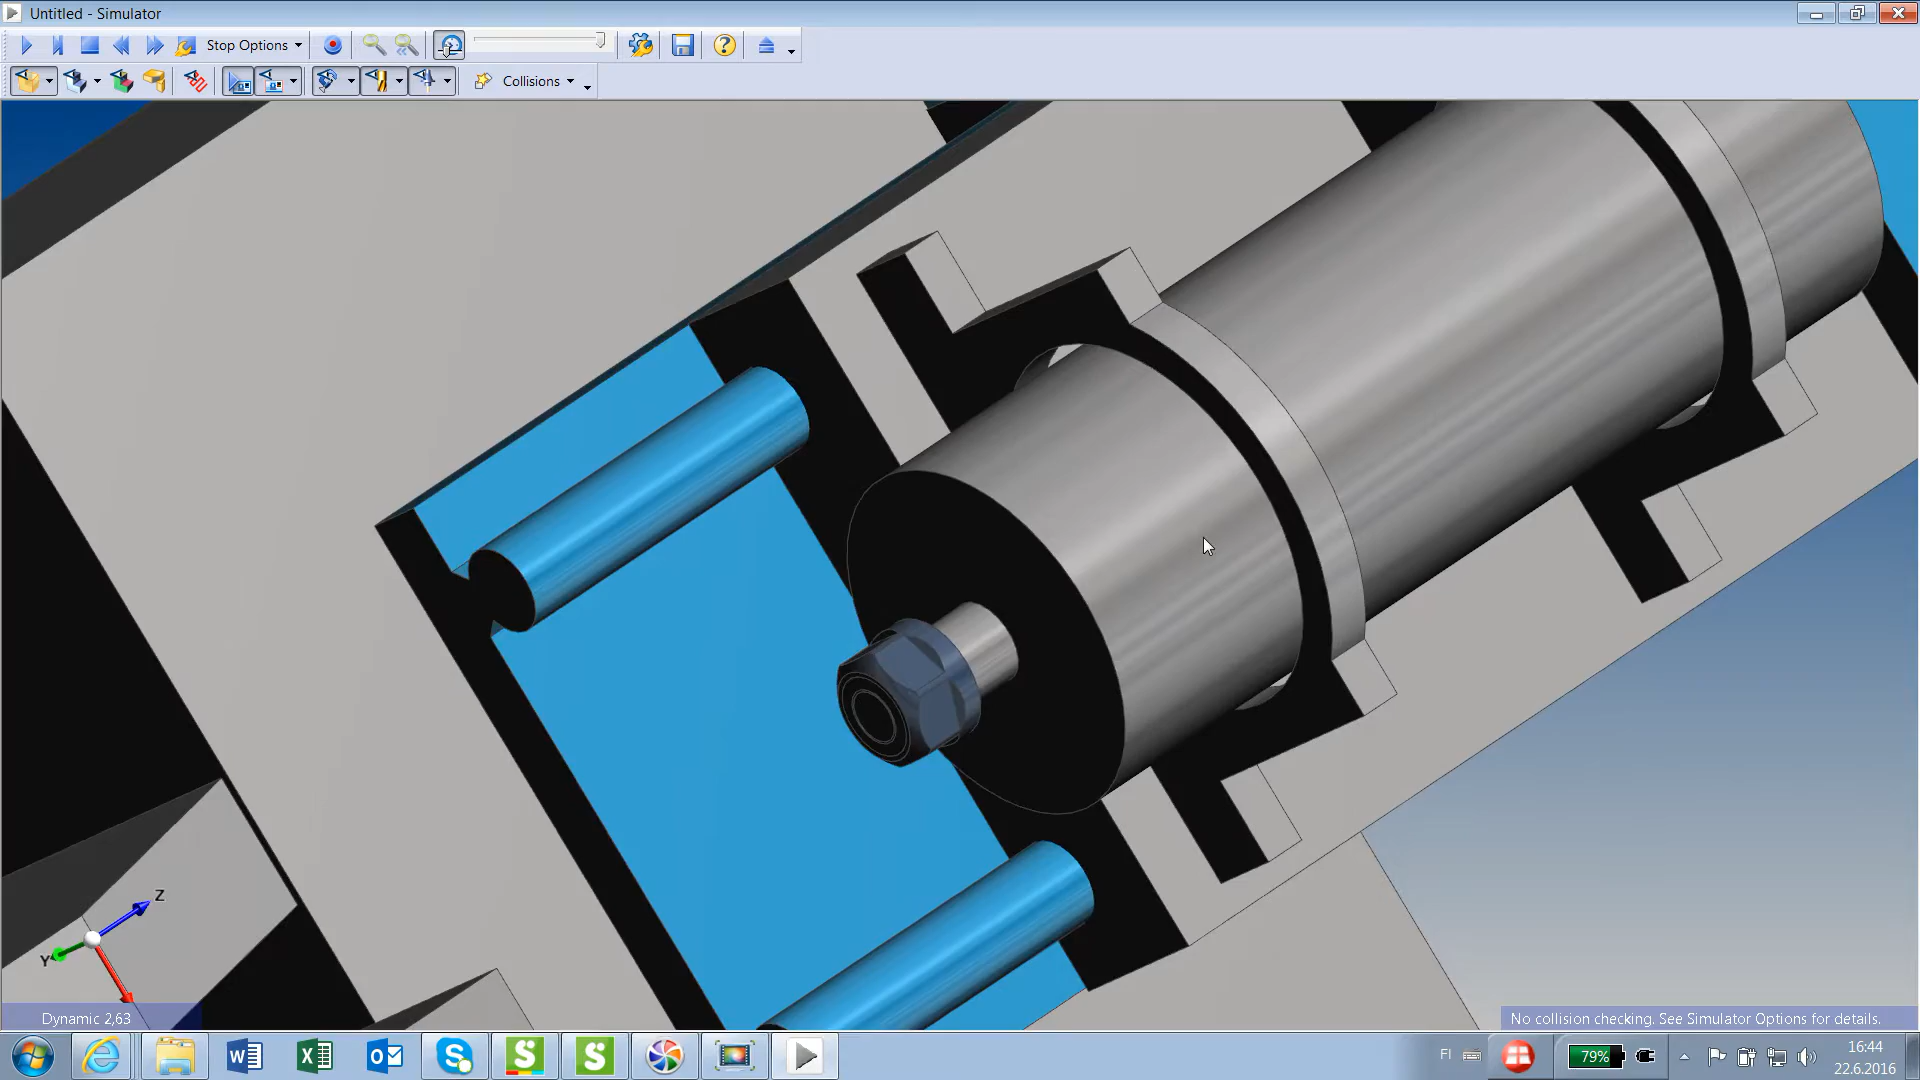 Untitled - Simulator
Stop Options
Collisions
Z
Y
Dynamic 2,63
No collision checking. See Simulator Options for details.
W
X
O
S
S
S
FI
79%
16:44
22.6.2016